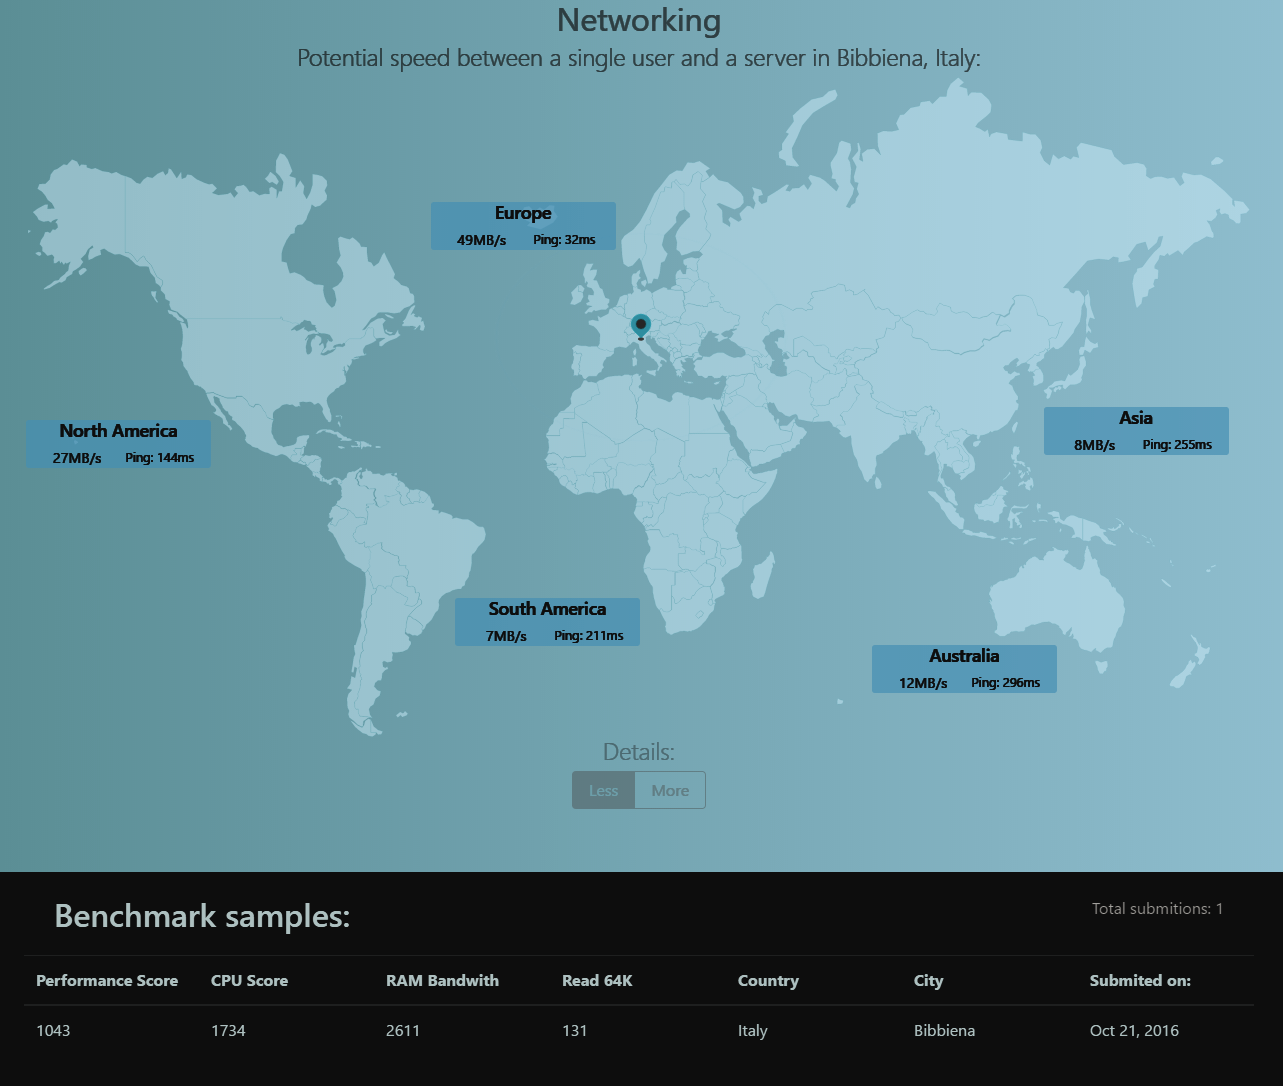 Networking
Potential speed between a single user and a server in Bibbiena, Italy:
Europe
49MB/s Ping: 32ms
North America
27MB/s Ping: 144ms
Asia
8MB/s Ping: 255ms
South America
7MB/s Ping: 211ms
Australia
12MB/s Ping: 296ms
Details:
Less More
Benchmark samples:
Total submitions: 1
Performance Score CPU Score RAM Bandwith Read 64K Country City Submited on:
1043 1734 2611 131 Italy Bibbiena Oct 21, 2016